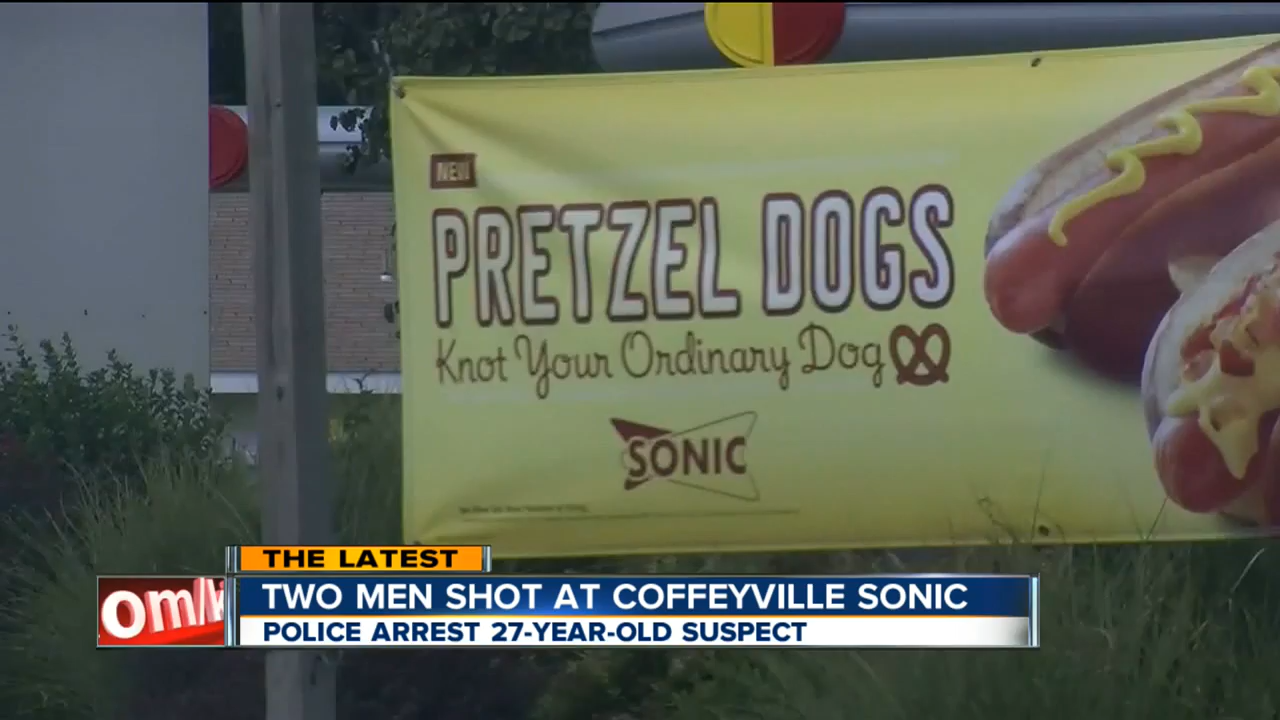 NEW
PRETZEL DOGS
Knot Your Ordinary Dog
SONIC
THE LATEST
om/k
TWO MEN SHOT AT COFFEYVILLE SONIC
POLICE ARREST 27-YEAR-OLD SUSPECT